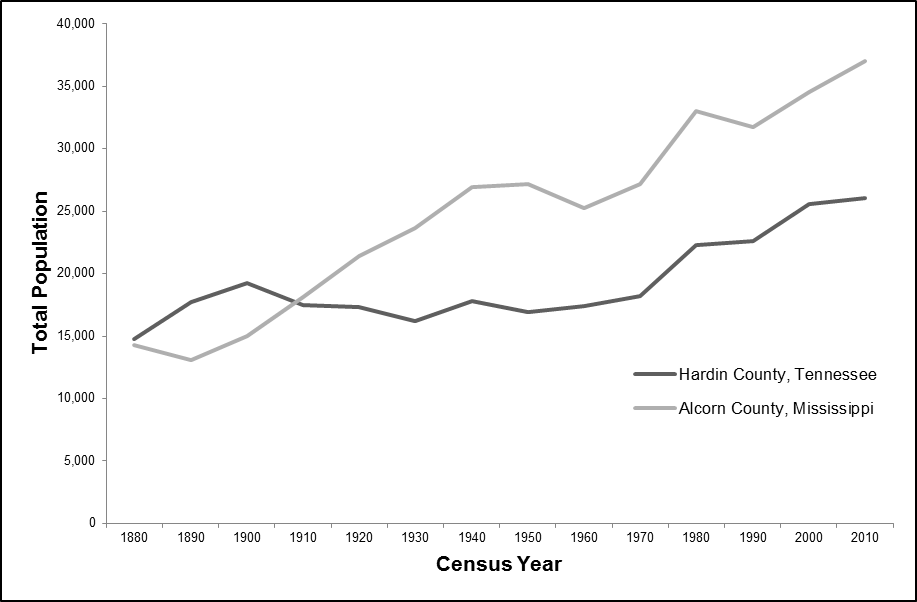 40,000
35,000
30,000
25,000
20,000
15,000
10,000
5,000
0
Total Population
Hardin County, Tennessee
Alcorn County, Mississippi
1880 1890 1900 1910 1920 1930 1940 1950 1960 1970 1980 1990 2000 2010
Census Year